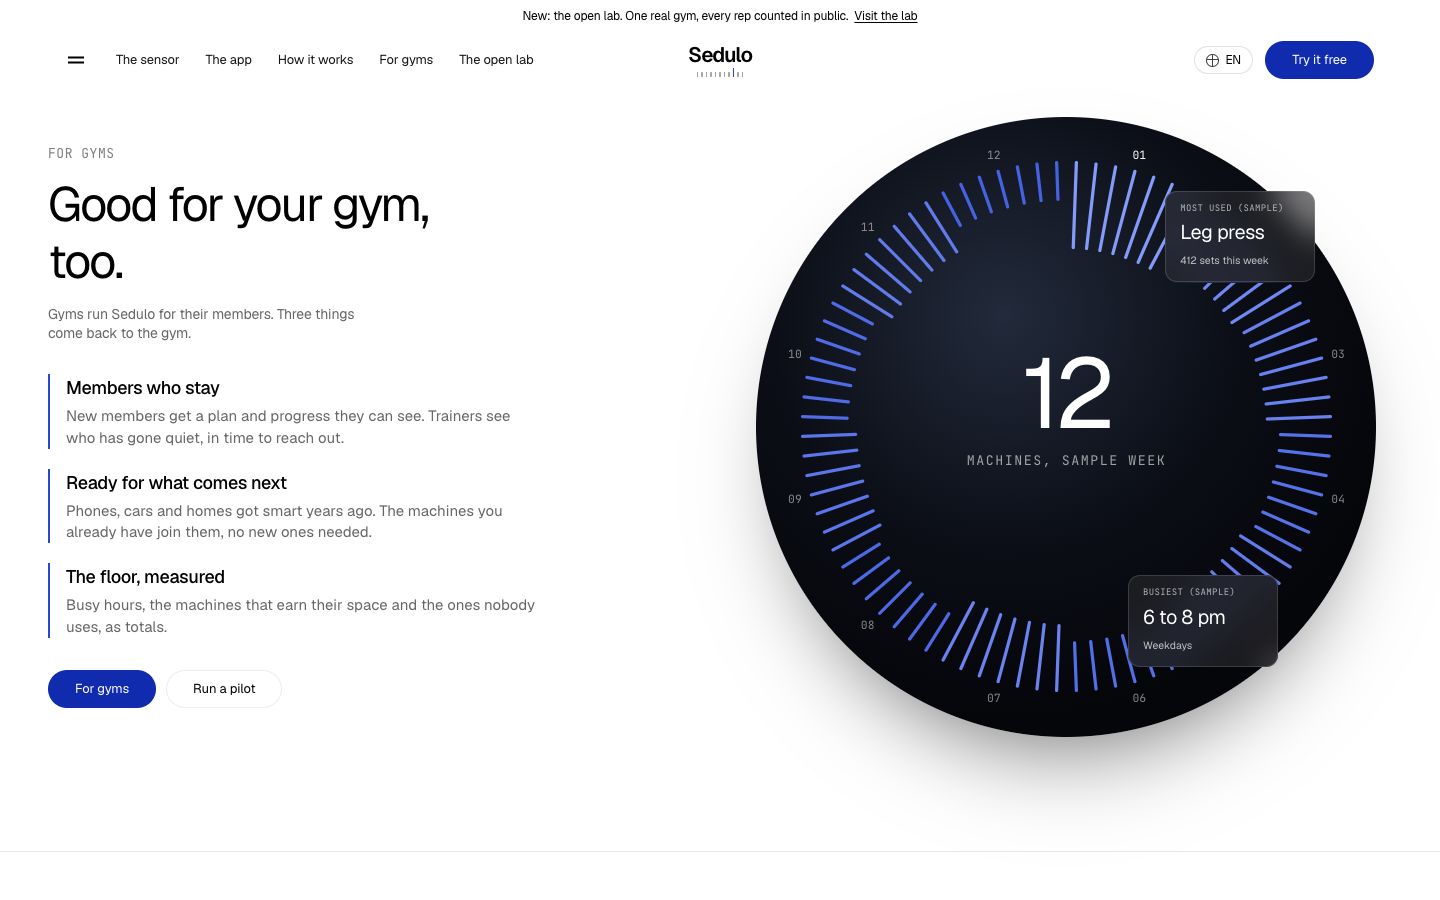 New: the open lab. One real gym, every rep counted in public. Visit the lab
The sensor
The app
How it works
For gyms
The open lab
Sedulo
EN
Try it free
FOR GYMS
Good for your gym,
too.
Gyms run Sedulo for their members. Three things
come back to the gym.
Members who stay
New members get a plan and progress they can see. Trainers see
who has gone quiet, in time to reach out.
Ready for what comes next
Phones, cars and homes got smart years ago. The machines you
already have join them, no new ones needed.
The floor, measured
Busy hours, the machines that earn their space and the ones nobody
uses, as totals.
For gyms
Run a pilot
12
01
MOST USED (SAMPLE)
Leg press
412 sets this week
11
10
03
12
MACHINES, SAMPLE WEEK
09
04
BUSIEST (SAMPLE)
6 to 8 pm
Weekdays
08
07
06